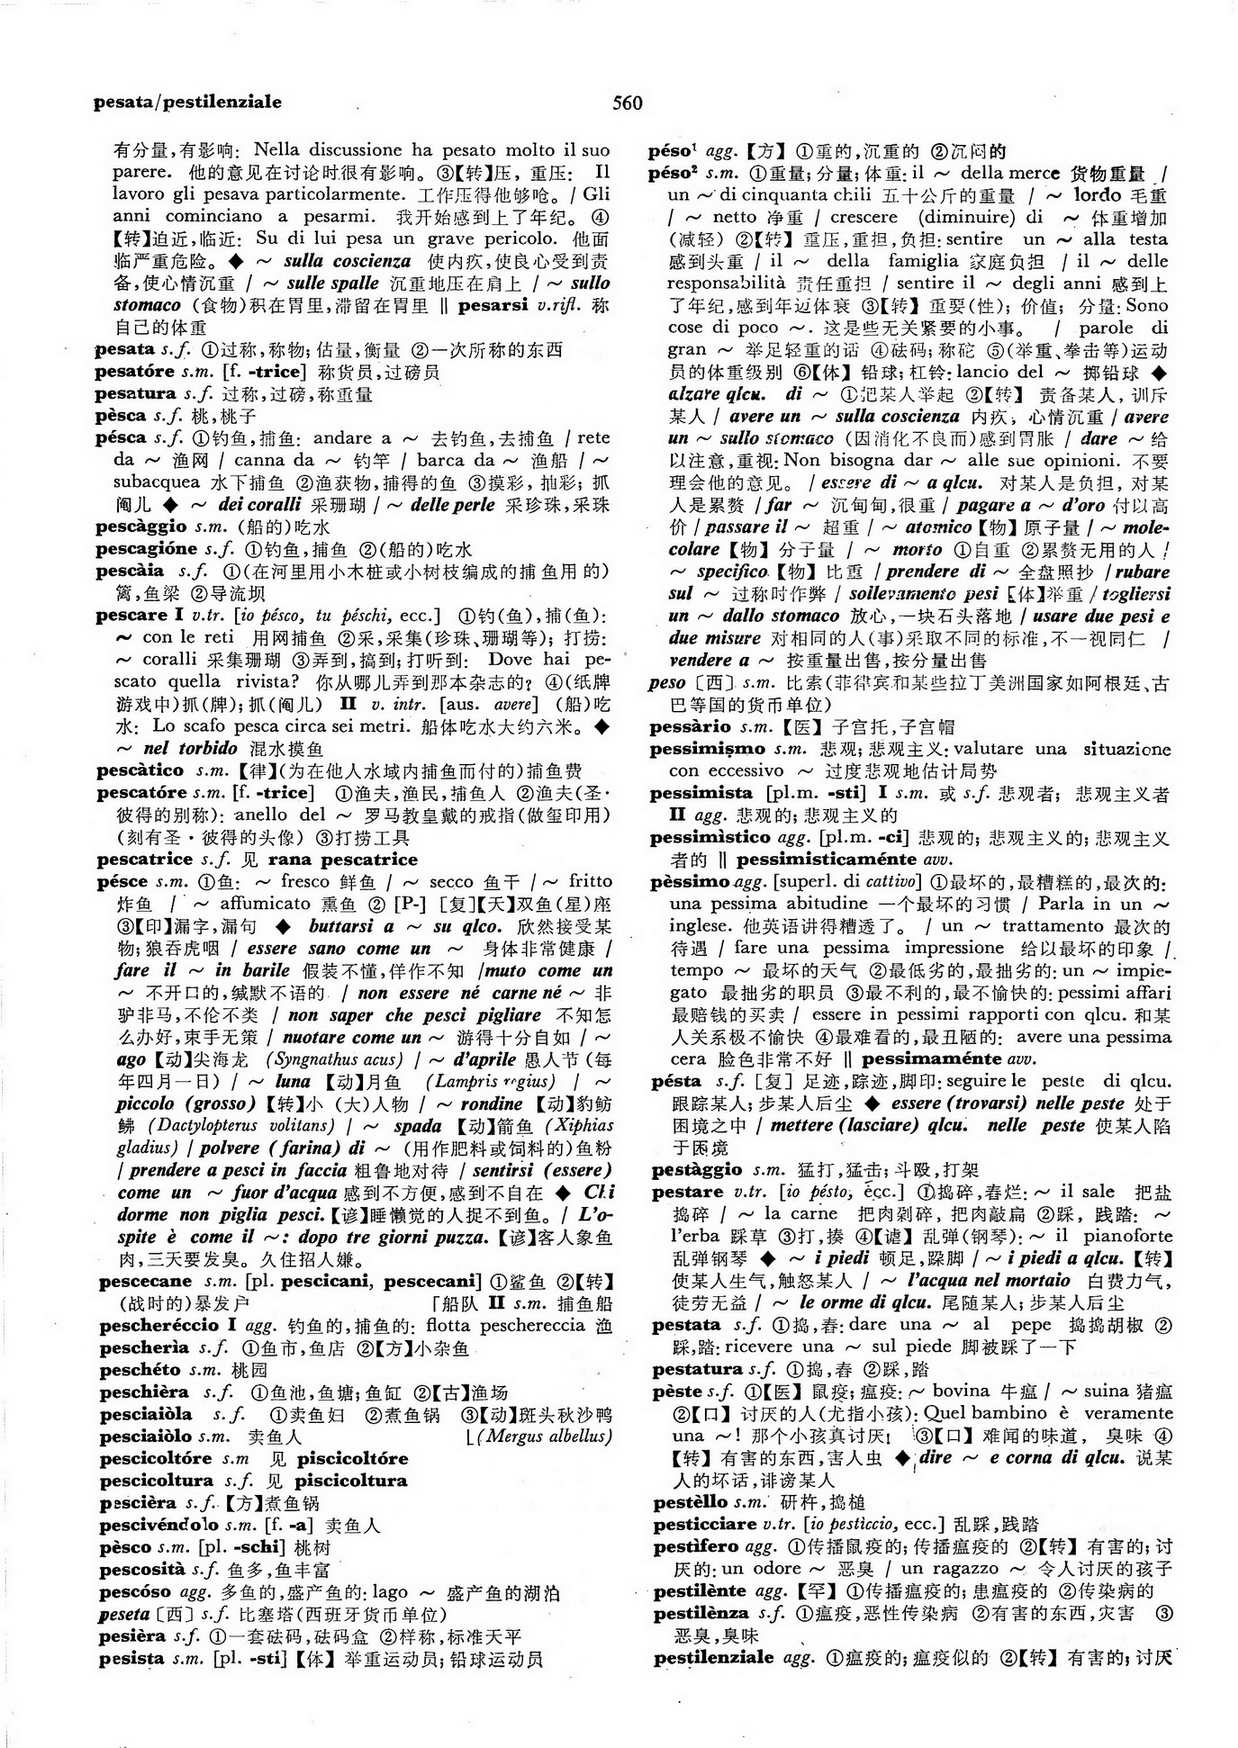 pesata/pestilenziale
560
有分量,有影响: Nella discussione ha pesato molto il suo
parere. 他的意见在讨论时很有影响。③【转】压, 重压: Il
lavoro gli pesava particolarmente. 工作压得他够呛。/ Gli
anni cominciano a pesarmi. 我开始感到上了年纪。④
【转】迫近,临近: Su di lui pesa un grave pericolo. 他面
临严重危险。◆ ~ sulla coscienza 使内疚,使良心受到责
备,使心情沉重 / ~ sulle spalle 沉重地压在肩上 / ~ sullo
stomaco (食物)积在胃里,滞留在胃里 ‖ pesarsi v.rifl. 称
自己的体重
pesata s.f. ①过称,称物; 估量,衡量 ②一次所称的东西
pesatóre s.m. [f. -trice] 称货员,过磅员
pesatura s.f. 过称,过磅,称重量
pèsca s.f. 桃,桃子
pésca s.f. ①钓鱼,捕鱼: andare a ~ 去钓鱼,去捕鱼 / rete
da ~ 渔网 / canna da ~ 钓竿 / barca da ~ 渔船 / ~
subacquea 水下捕鱼 ②渔获物,捕得的鱼 ③摸彩, 抽彩; 抓
阄儿 ◆ ~ dei coralli 采珊瑚 / ~ delle perle 采珍珠,采珠
pescàggio s.m. (船的)吃水
pescagióne s.f. ①钓鱼,捕鱼 ②(船的)吃水
pescàia s.f. ①(在河里用小木桩或小树枝编成的捕鱼用的)
篱,鱼梁 ②导流坝
pescare I v.tr. [io pésco, tu péschi, ecc.] ①钓(鱼),捕(鱼):
~ con le reti 用网捕鱼 ②采,采集(珍珠、珊瑚等); 打捞:
~ coralli 采集珊瑚 ③弄到,搞到; 打听到: Dove hai pe-
scato quella rivista? 你从哪儿弄到那本杂志的? ④(纸牌
游戏中)抓(牌); 抓(阄儿) II v. intr. [aus. avere] (船)吃
水: Lo scafo pesca circa sei metri. 船体吃水大约六米。◆
~ nel torbido 混水摸鱼
pescàtico s.m.【律】(为在他人水域内捕鱼而付的)捕鱼费
pescatóre s.m. [f. -trice] ①渔夫,渔民,捕鱼人 ②渔夫(圣·
彼得的别称): anello del ~ 罗马教皇戴的戒指(做玺印用)
(刻有圣·彼得的头像) ③打捞工具
pescatrice s.f. 见 rana pescatrice
pésce s.m. ①鱼: ~ fresco 鲜鱼 / ~ secco 鱼干 / ~ fritto
炸鱼 / ~ affumicato 熏鱼 ② [P-] [复]【天】双鱼(星)座
③【印】漏字,漏句 ◆ buttarsi a ~ su qlco. 欣然接受某
物; 狼吞虎咽 / essere sano come un ~ 身体非常健康 /
fare il ~ in barile 假装不懂,佯作不知 /muto come un
~ 不开口的,缄默不语的 / non essere né carne né ~ 非
驴非马,不伦不类 / non saper che pesci pigliare 不知怎
么办好,束手无策 / nuotare come un ~ 游得十分自如 / ~
ago【动】尖海龙 (Syngnathus acus) / ~ d'aprile 愚人节 (每
年四月一日) / ~ luna 【动】月鱼 (Lampris regius) / ~
piccolo (grosso)【转】小 (大)人物 / ~ rondine 【动】豹鲂
鮄 (Dactylopterus volitans) / ~ spada 【动】箭鱼 (Xiphias
gladius) / polvere (farina) di ~ (用作肥料或饲料的)鱼粉
/ prendere a pesci in faccia 粗鲁地对待 / sentirsi (essere)
come un ~ fuor d'acqua 感到不方便,感到不自在 ◆ Chi
dorme non piglia pesci.【谚】睡懒觉的人捉不到鱼。/ L'o-
spite è come il ~: dopo tre giorni puzza.【谚】客人象鱼
肉,三天要发臭。久住招人嫌。
pescecane s.m. [pl. pescicani, pescecani] ①鲨鱼 ②【转】
(战时的)暴发户 「船队 II s.m. 捕鱼船
pescheréccio I agg. 钓鱼的,捕鱼的: flotta peschereccia 渔
pescheria s.f. ①鱼市,鱼店 ②【方】小杂鱼
peschéto s.m. 桃园
peschièra s.f. ①鱼池,鱼塘; 鱼缸 ②【古】渔场
pesciaiòla s.f. ①卖鱼妇 ②煮鱼锅 ③【动】斑头秋沙鸭
pesciaiòlo s.m. 卖鱼人 ⌊(Mergus albellus)
pescicoltóre s.m 见 piscicoltóre
pescicoltura s.f. 见 piscicoltura
pescièra s.f.【方】煮鱼锅
pescivéndolo s.m. [f. -a] 卖鱼人
pèsco s.m. [pl. -schi] 桃树
pescosità s.f. 鱼多,鱼丰富
pescóso agg. 多鱼的,盛产鱼的: lago ~ 盛产鱼的湖泊
peseta〔西〕s.f. 比塞塔(西班牙货币单位)
pesièra s.f. ①一套砝码,砝码盒 ②样称,标准天平
pesista s.m. [pl. -sti]【体】举重运动员; 铅球运动员
péso¹ agg.【方】①重的,沉重的 ②沉闷的
péso² s.m. ①重量; 分量; 体重: il ~ della merce 货物重量 /
un ~ di cinquanta chili 五十公斤的重量 / ~ lordo 毛重
/ ~ netto 净重 / crescere (diminuire) di ~ 体重增加
(减轻) ②【转】重压,重担,负担: sentire un ~ alla testa
感到头重 / il ~ della famiglia 家庭负担 / il ~ delle
responsabilità 责任重担 / sentire il ~ degli anni 感到上
了年纪,感到年迈体衰 ③【转】重要(性); 价值; 分量: Sono
cose di poco ~. 这是些无关紧要的小事。 / parole di
gran ~ 举足轻重的话 ④砝码; 称砣 ⑤(举重、拳击等)运动
员的体重级别 ⑥【体】铅球; 杠铃: lancio del ~ 掷铅球 ◆
alzare qlcu. di ~ ①把某人举起 ②【转】责备某人, 训斥
某人 / avere un ~ sulla coscienza 内疚, 心情沉重 / avere
un ~ sullo stomaco (因消化不良而)感到胃胀 / dare ~ 给
以注意,重视: Non bisogna dar ~ alle sue opinioni. 不要
理会他的意见。 / essere di ~ a qlcu. 对某人是负担, 对某
人是累赘 / far ~ 沉甸甸,很重 / pagare a ~ d'oro 付以高
价 / passare il ~ 超重 / ~ atomico【物】原子量 / ~ mole-
colare【物】分子量 / ~ morto ①自重 ②累赘无用的人 /
~ specifico【物】比重 / prendere di ~ 全盘照抄 / rubare
sul ~ 过称时作弊 / sollevamento pesi【体】举重 / togliersi
un ~ dallo stomaco 放心,一块石头落地 / usare due pesi e
due misure 对相同的人(事)采取不同的标准,不一视同仁 /
vendere a ~ 按重量出售,按分量出售
peso〔西〕s.m. 比索(菲律宾和某些拉丁美洲国家如阿根廷、古
巴等国的货币单位)
pessàrio s.m.【医】子宫托,子宫帽
pessimismo s.m. 悲观; 悲观主义: valutare una situazione
con eccessivo ~ 过度悲观地估计局势
pessimista [pl.m. -sti] I s.m. 或 s.f. 悲观者; 悲观主义者
II agg. 悲观的; 悲观主义的
pessimìstico agg. [pl.m. -ci] 悲观的; 悲观主义的; 悲观主义
者的 ‖ pessimisticaménte avv.
pèssimo agg. [superl. di cattivo] ①最坏的,最糟糕的,最次的:
una pessima abitudine 一个最坏的习惯 / Parla in un ~
inglese. 他英语讲得糟透了。 / un ~ trattamento 最次的
待遇 / fare una pessima impressione 给以最坏的印象 /
tempo ~ 最坏的天气 ②最低劣的,最拙劣的: un ~ impie-
gato 最拙劣的职员 ③最不利的,最不愉快的: pessimi affari
最赔钱的买卖 / essere in pessimi rapporti con qlcu. 和某
人关系极不愉快 ④最难看的,最丑陋的: avere una pessima
cera 脸色非常不好 ‖ pessimaménte avv.
pésta s.f. [复] 足迹,踪迹,脚印: seguire le peste di qlcu.
跟踪某人; 步某人后尘 ◆ essere (trovarsi) nelle peste 处于
困境之中 / mettere (lasciare) qlcu. nelle peste 使某人陷
于困境
pestàggio s.m. 猛打,猛击; 斗殴,打架
pestare v.tr. [io pésto, ecc.] ①捣碎,舂烂: ~ il sale 把盐
捣碎 / ~ la carne 把肉剁碎, 把肉敲扁 ②踩, 践踏: ~
l'erba 踩草 ③打,揍 ④【谑】乱弹(钢琴): ~ il pianoforte
乱弹钢琴 ◆ ~ i piedi 顿足,跺脚 / ~ i piedi a qlcu.【转】
使某人生气,触怒某人 / ~ l'acqua nel mortaio 白费力气,
徒劳无益 / ~ le orme di qlcu. 尾随某人; 步某人后尘
pestata s.f. ①捣,舂: dare una ~ al pepe 捣捣胡椒 ②
踩,踏: ricevere una ~ sul piede 脚被踩了一下
pestatura s.f. ①捣,舂 ②踩,踏
pèste s.f. ①【医】鼠疫; 瘟疫: ~ bovina 牛瘟 / ~ suina 猪瘟
②【口】讨厌的人(尤指小孩): Quel bambino è veramente
una ~! 那个小孩真讨厌! ③【口】难闻的味道, 臭味 ④
【转】有害的东西,害人虫 ◆ dire ~ e corna di qlcu. 说某
人的坏话,诽谤某人
pestèllo s.m. 研杵,捣槌
pesticciare v.tr. [io pesticcio, ecc.] 乱踩,践踏
pestìfero agg. ①传播鼠疫的; 传播瘟疫的 ②【转】有害的; 讨
厌的: un odore ~ 恶臭 / un ragazzo ~ 令人讨厌的孩子
pestilènte agg.【罕】①传播瘟疫的; 患瘟疫的 ②传染病的
pestilènza s.f. ①瘟疫,恶性传染病 ②有害的东西,灾害 ③
恶臭,臭味
pestilenziale agg. ①瘟疫的; 瘟疫似的 ②【转】有害的; 讨厌